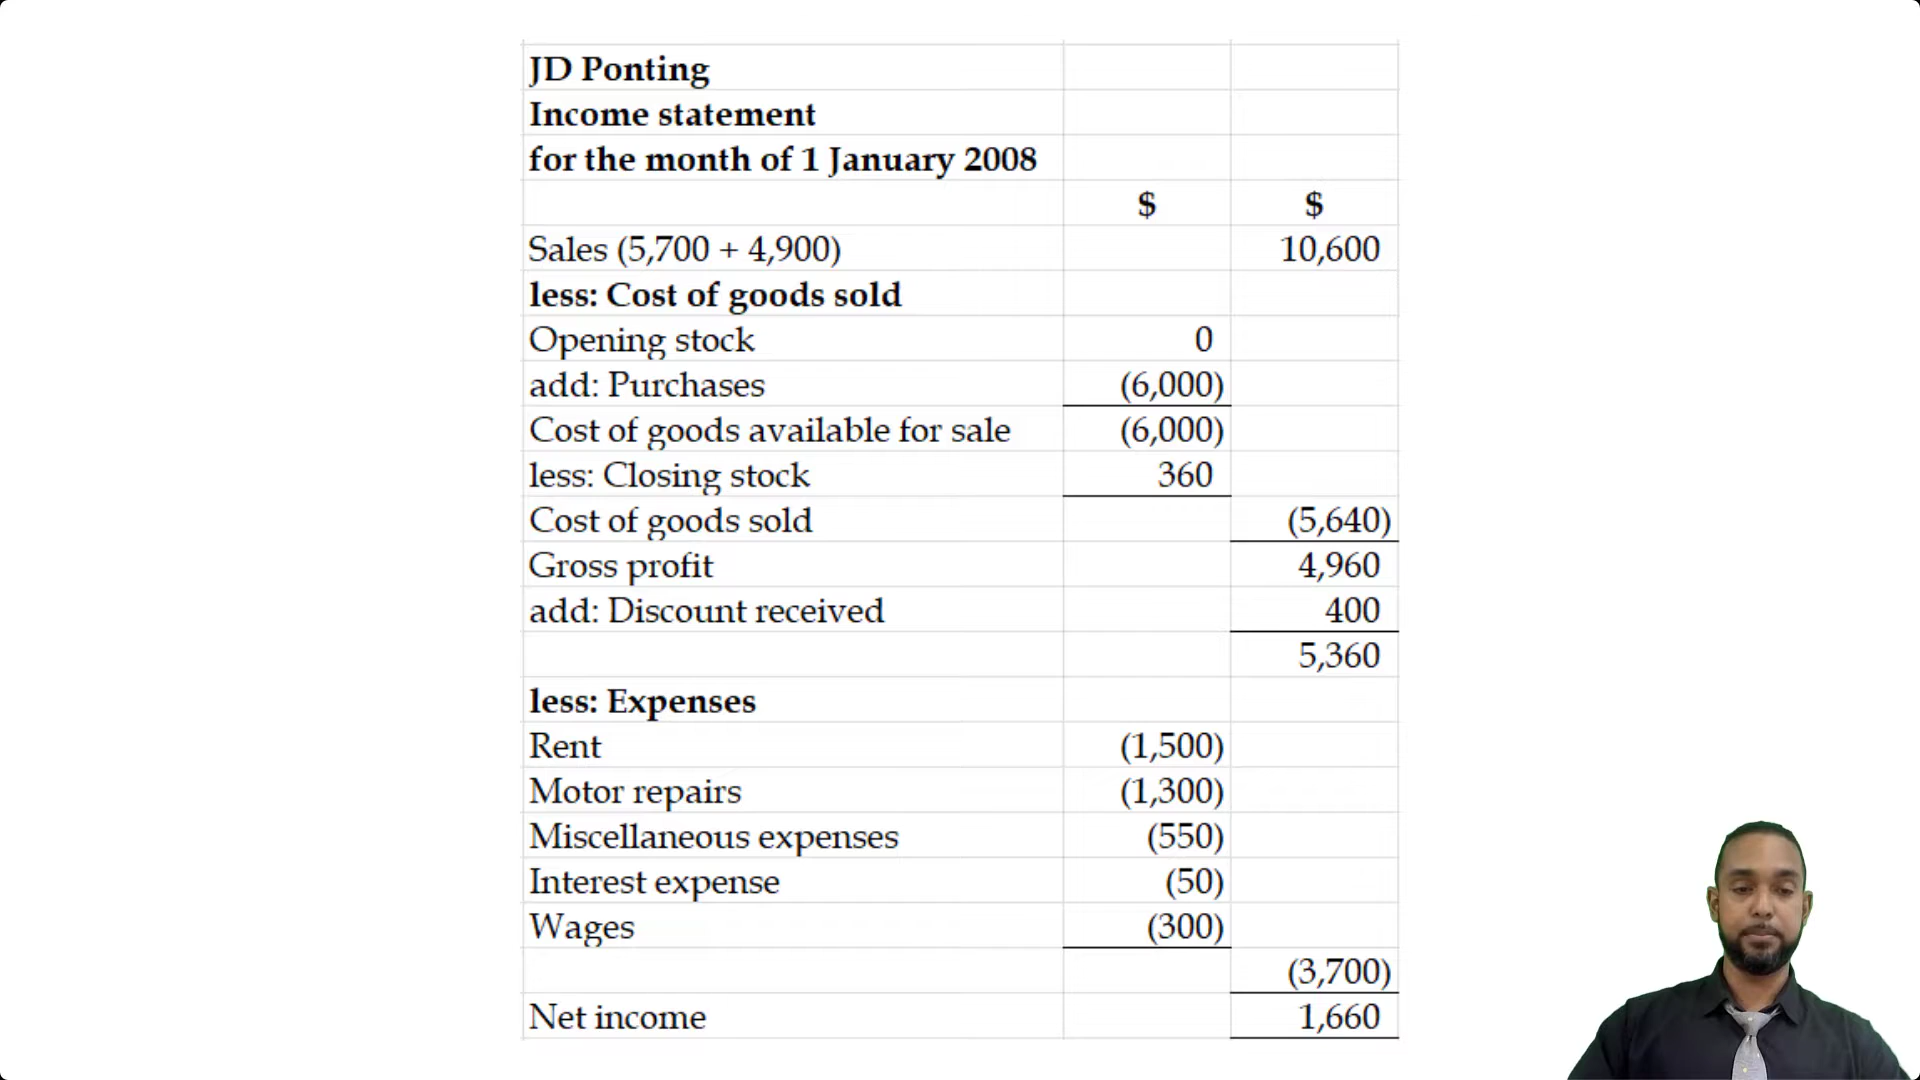 JD Ponting
Income statement
for the month of 1 January 2008
$ $
Sales (5,700 + 4,900) 10,600
less: Cost of goods sold
Opening stock 0
add: Purchases (6,000)
Cost of goods available for sale (6,000)
less: Closing stock 360
Cost of goods sold (5,640)
Gross profit 4,960
add: Discount received 400
5,360
less: Expenses
Rent (1,500)
Motor repairs (1,300)
Miscellaneous expenses (550)
Interest expense (50)
Wages (300)
(3,700)
Net income 1,660